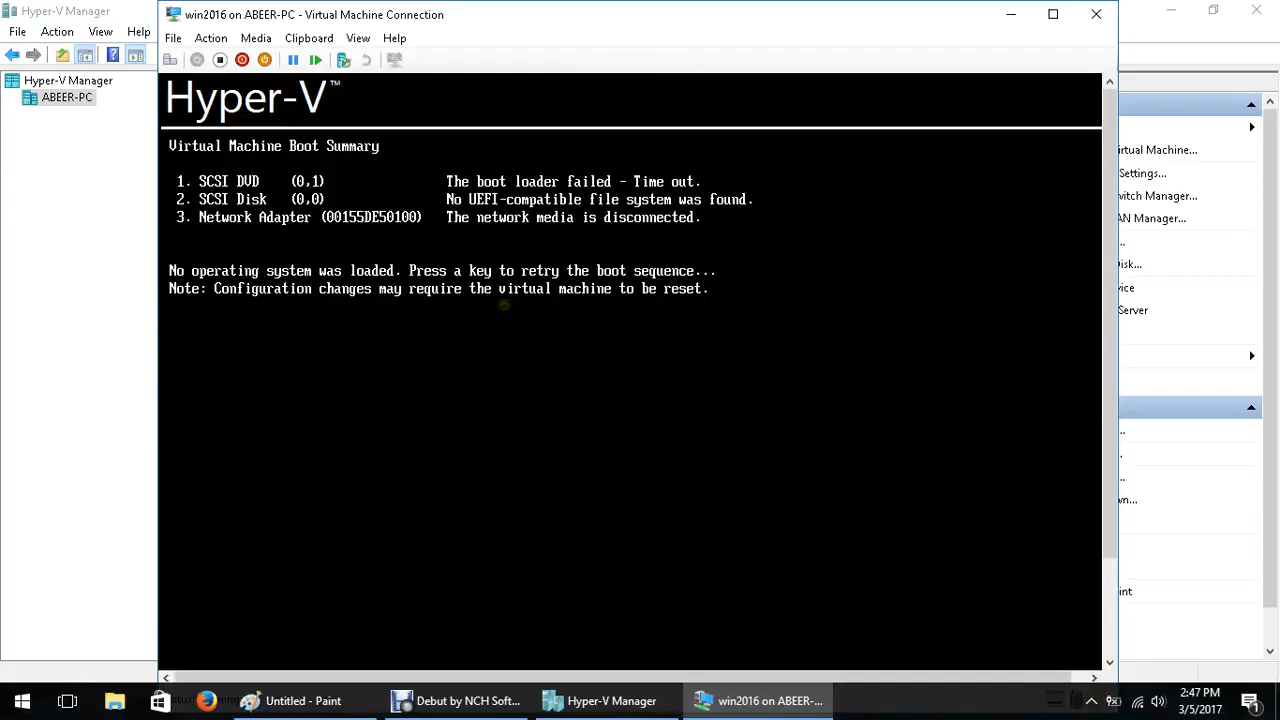 Hyper-V Manager
File Action View Help
Hyper-V Manager
ABEER-PC
win2016 on ABEER-PC - Virtual Machine Connection
File Action Media Clipboard View Help
Hyper-V™
Virtual Machine Boot Summary
1. SCSI DVD (0,1) The boot loader failed - Time out.
2. SCSI Disk (0,0) No UEFI-compatible file system was found.
3. Network Adapter (00155DE50100) The network media is disconnected.
No operating system was loaded. Press a key to retry the boot sequence...
Note: Configuration changes may require the virtual machine to be reset.
irtual Machine...
Settings...
witch Manager...
AN Manager...
..
isk...
vice
Server
..
..
..
wn...
int
Untitled - Paint
Debut by NCH Soft...
Hyper-V Manager
win2016 on ABEER-...
2:47 PM
3/5/2017
1